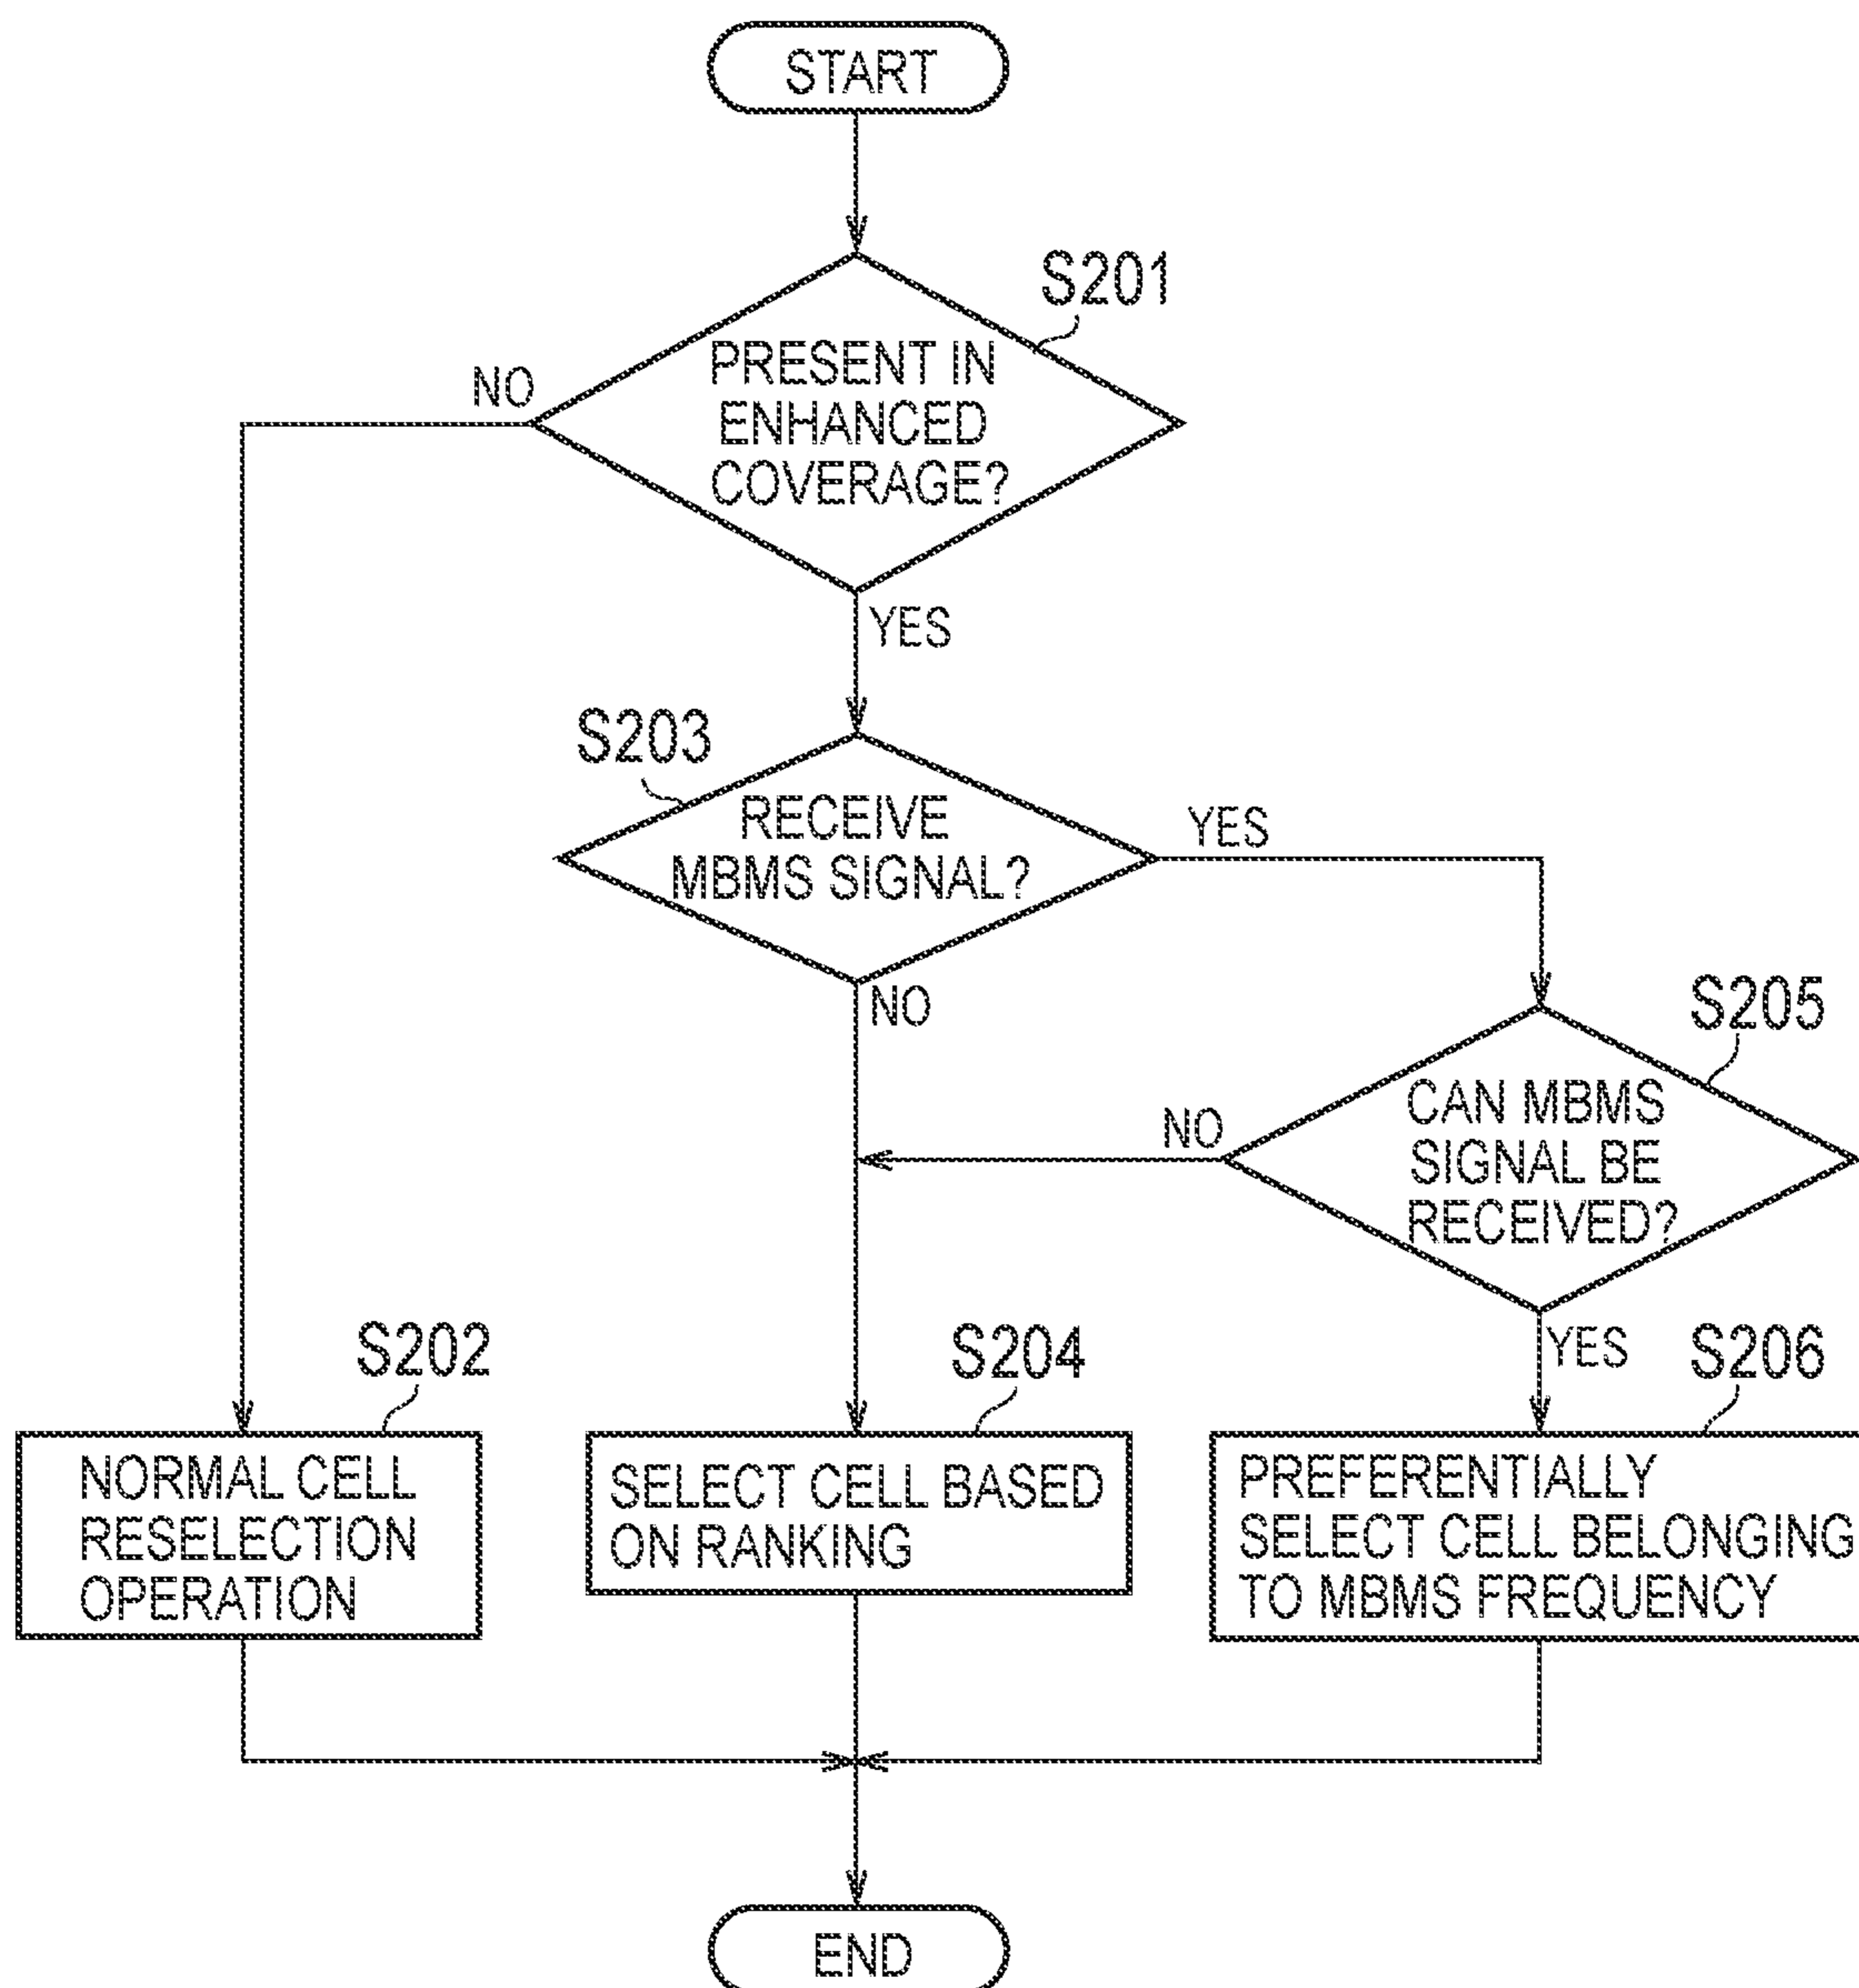 START
S201
PRESENT IN
ENHANCED
COVERAGE?
NO
YES
S203
RECEIVE
MBMS SIGNAL?
YES
NO
S205
CAN MBMS
SIGNAL BE
RECEIVED?
NO
YES
S202
NORMAL CELL
RESELECTION
OPERATION
S204
SELECT CELL BASED
ON RANKING
S206
PREFERENTIALLY
SELECT CELL BELONGING
TO MBMS FREQUENCY
END